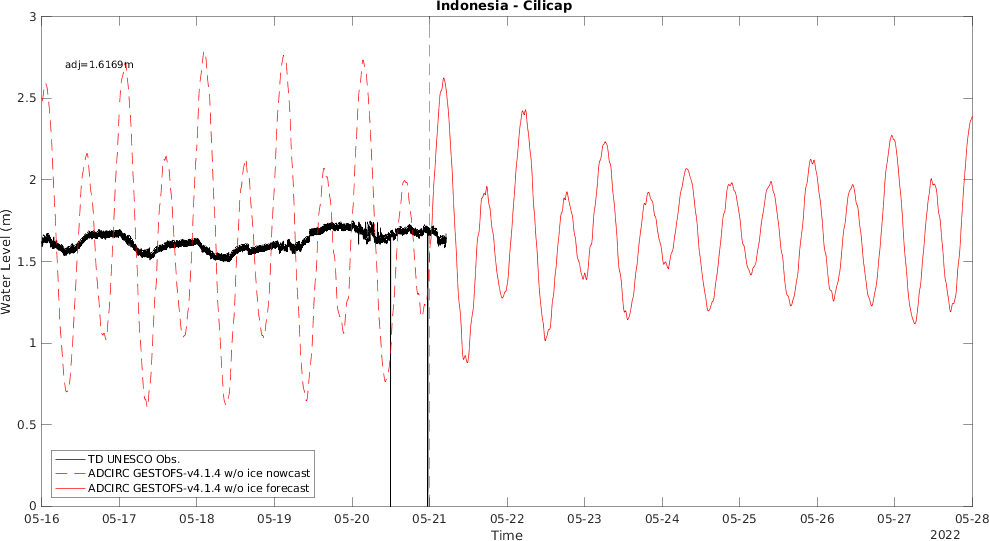 Indonesia - Cilicap
adj=1.6169m
3
2.5
2
1.5
1
0.5
0
Water Level (m)
TD UNESCO Obs.
ADCIRC GESTOFS-v4.1.4 w/o ice nowcast
ADCIRC GESTOFS-v4.1.4 w/o ice forecast
05-16 05-17 05-18 05-19 05-20 05-21 05-22 05-23 05-24 05-25 05-26 05-27 05-28
Time
2022